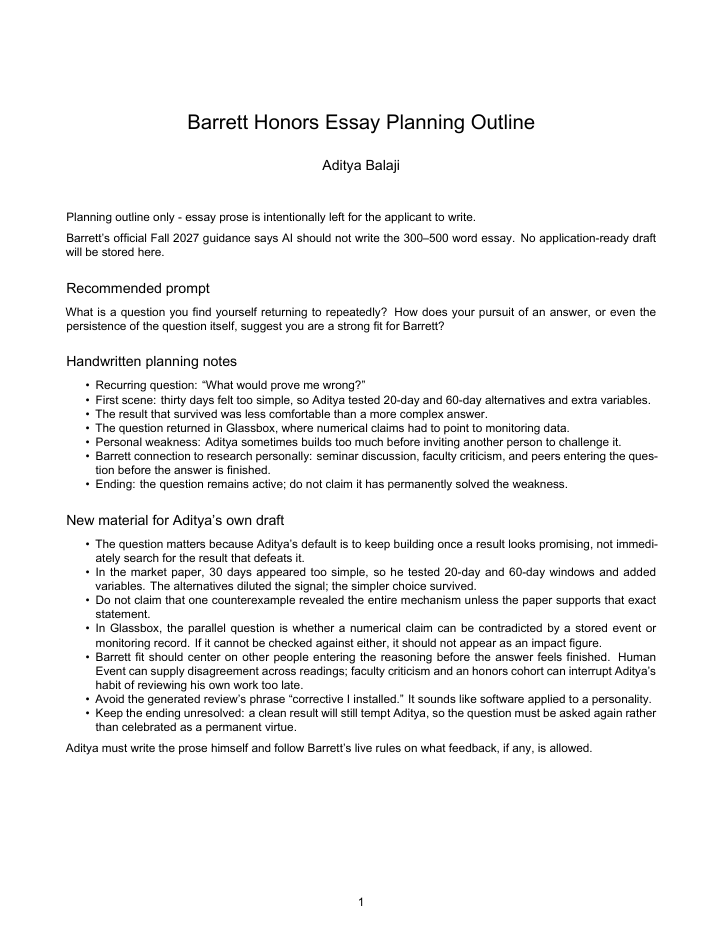 Barrett Honors Essay Planning Outline
Aditya Balaji
Planning outline only - essay prose is intentionally left for the applicant to write.
Barrett's official Fall 2027 guidance says AI should not write the 300–500 word essay. No application-ready draft
will be stored here.
Recommended prompt
What is a question you find yourself returning to repeatedly? How does your pursuit of an answer, or even the
persistence of the question itself, suggest you are a strong fit for Barrett?
Handwritten planning notes
• Recurring question: “What would prove me wrong?”
• First scene: thirty days felt too simple, so Aditya tested 20-day and 60-day alternatives and extra variables.
• The result that survived was less comfortable than a more complex answer.
• The question returned in Glassbox, where numerical claims had to point to monitoring data.
• Personal weakness: Aditya sometimes builds too much before inviting another person to challenge it.
• Barrett connection to research personally: seminar discussion, faculty criticism, and peers entering the ques-
tion before the answer is finished.
• Ending: the question remains active; do not claim it has permanently solved the weakness.
New material for Aditya's own draft
• The question matters because Aditya's default is to keep building once a result looks promising, not immedi-
ately search for the result that defeats it.
• In the market paper, 30 days appeared too simple, so he tested 20-day and 60-day windows and added
variables. The alternatives diluted the signal; the simpler choice survived.
• Do not claim that one counterexample revealed the entire mechanism unless the paper supports that exact
statement.
• In Glassbox, the parallel question is whether a numerical claim can be contradicted by a stored event or
monitoring record. If it cannot be checked against either, it should not appear as an impact figure.
• Barrett fit should center on other people entering the reasoning before the answer feels finished. Human
Event can supply disagreement across readings; faculty criticism and an honors cohort can interrupt Aditya's
habit of reviewing his own work too late.
• Avoid the generated review's phrase “corrective I installed.” It sounds like software applied to a personality.
• Keep the ending unresolved: a clean result will still tempt Aditya, so the question must be asked again rather
than celebrated as a permanent virtue.
Aditya must write the prose himself and follow Barrett's live rules on what feedback, if any, is allowed.
1